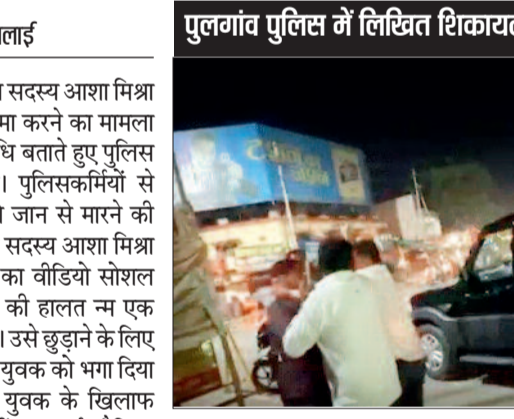 पुलगांव पुलिस में लिखित
सदस्य आशा मिश्रा
करने का मामला
बताते हुए पुलिस
। पुलिसकर्मियों से
जान से मारने की
सदस्य आशा मिश्रा
का वीडियो सोशल
की हालत न्म एक
। उसे छुड़ाने के लिए
युवक को भगा दिया
युवक के खिलाफ